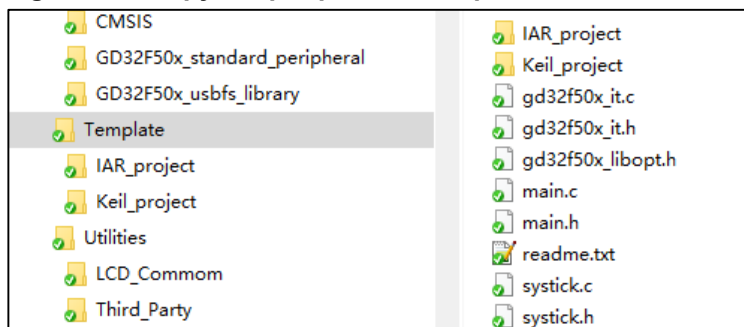 CMSIS
GD32F50x_standard_peripheral
GD32F50x_usbfs_library
Template
IAR_project
Keil_project
Utilities
LCD_Commom
Third_Party
IAR_project
Keil_project
gd32f50x_it.c
gd32f50x_it.h
gd32f50x_libopt.h
main.c
main.h
readme.txt
systick.c
systick.h